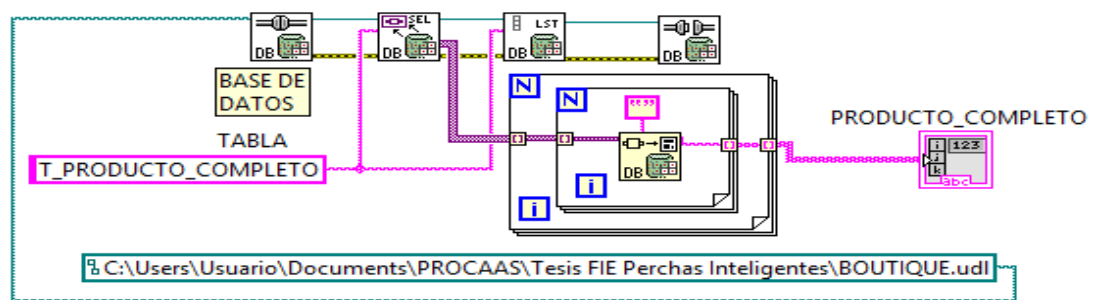 SEL
LST
DB
DB
DB
DB
BASE DE
DATOS
N
N
""
TABLA
PRODUCTO_COMPLETO
T_PRODUCTO_COMPLETO
DB
i
i
i
j
k
123
abc
C:\Users\Usuario\Documents\PROCAAS\Tesis FIE Perchas Inteligentes\BOUTIQUE.udl